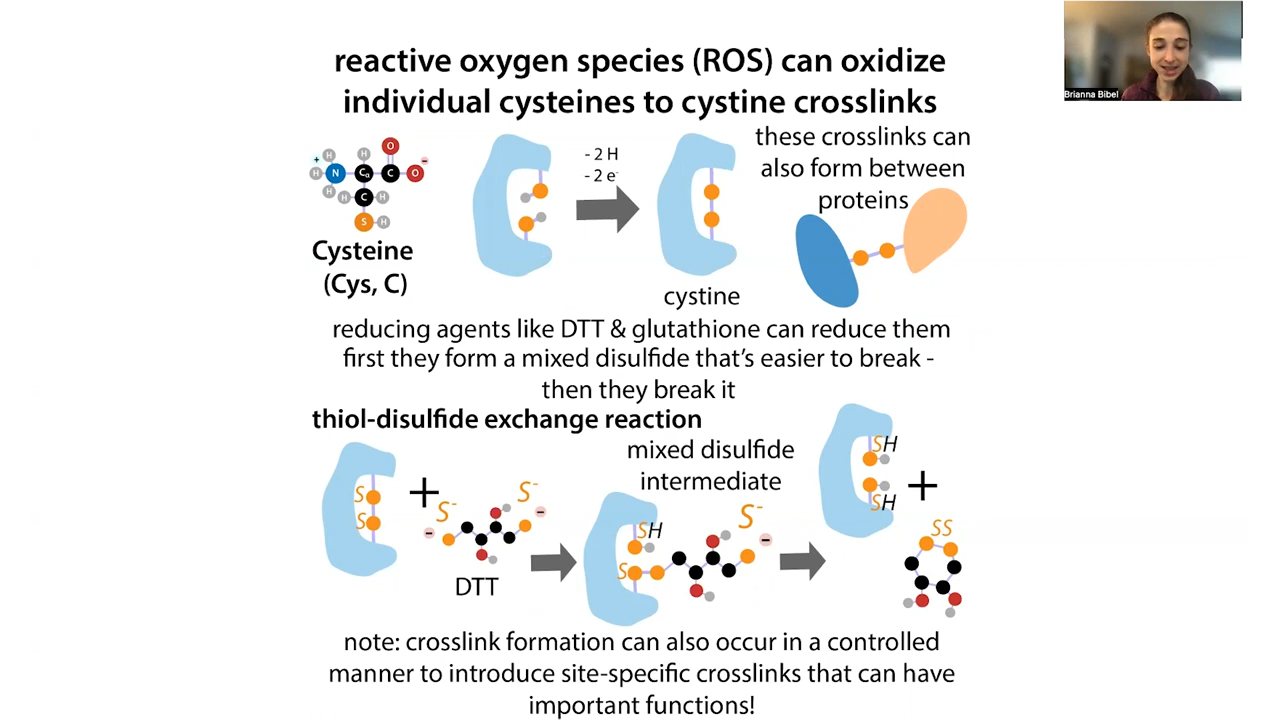 reactive oxygen species (ROS) can oxidize
individual cysteines to cystine crosslinks
Brianna Bibel
H
H
O
+
-
H
N
Cα
C
O
H
H
C
H
S
H
Cysteine
(Cys, C)
- 2 H
- 2 e-
cystine
these crosslinks can
also form between
proteins
reducing agents like DTT & glutathione can reduce them
first they form a mixed disulfide that's easier to break -
then they break it
thiol-disulfide exchange reaction
S
S
+
S-
S-
-
-
DTT
mixed disulfide
intermediate
SH
S
S-
-
SH
SH
+
SS
note: crosslink formation can also occur in a controlled
manner to introduce site-specific crosslinks that can have
important functions!